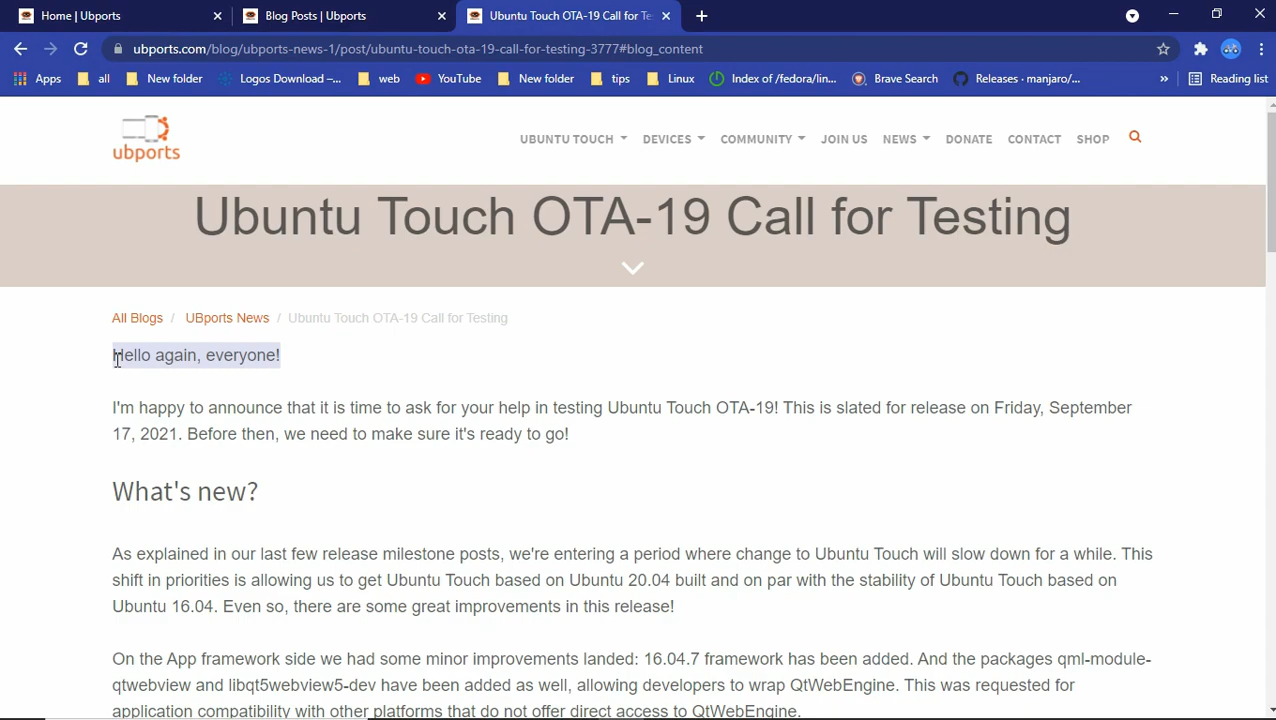 Home | Ubports
Blog Posts | Ubports
Ubuntu Touch OTA-19 Call for Te
ubports.com/blog/ubports-news-1/post/ubuntu-touch-ota-19-call-for-testing-3777#blog_content
Apps all New folder Logos Download –... web YouTube New folder tips Linux Index of /fedora/lin... Brave Search Releases · manjaro/... » Reading list
ubports
UBUNTU TOUCH DEVICES COMMUNITY JOIN US NEWS DONATE CONTACT SHOP
Ubuntu Touch OTA-19 Call for Testing
All Blogs / UBports News / Ubuntu Touch OTA-19 Call for Testing
Hello again, everyone!
I'm happy to announce that it is time to ask for your help in testing Ubuntu Touch OTA-19! This is slated for release on Friday, September
17, 2021. Before then, we need to make sure it's ready to go!
What's new?
As explained in our last few release milestone posts, we're entering a period where change to Ubuntu Touch will slow down for a while. This
shift in priorities is allowing us to get Ubuntu Touch based on Ubuntu 20.04 built and on par with the stability of Ubuntu Touch based on
Ubuntu 16.04. Even so, there are some great improvements in this release!
On the App framework side we had some minor improvements landed: 16.04.7 framework has been added. And the packages qml-module-
qtwebview and libqt5webview5-dev have been added as well, allowing developers to wrap QtWebEngine. This was requested for
application compatibility with other platforms that do not offer direct access to QtWebEngine.